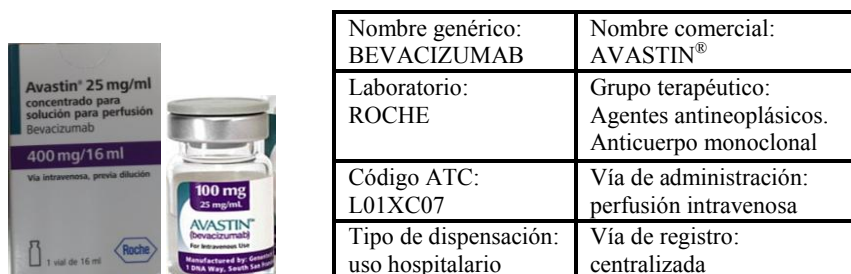 Avastin® 25 mg/ml
concentrado para
solución para perfusión
Bevacizumab
400 mg/16 ml
Vía intravenosa, previa dilución
1 vial de 16 ml
Roche
100 mg
25 mg/mL
AVASTIN™
(bevacizumab)
For Intravenous Use
Manufactured by: Genent
1 DNA Way, South San Fran
Nombre genérico:
BEVACIZUMAB
Nombre comercial:
AVASTIN®
Laboratorio:
ROCHE
Grupo terapéutico:
Agentes antineoplásicos.
Anticuerpo monoclonal
Código ATC:
L01XC07
Vía de administración:
perfusión intravenosa
Tipo de dispensación:
uso hospitalario
Vía de registro:
centralizada